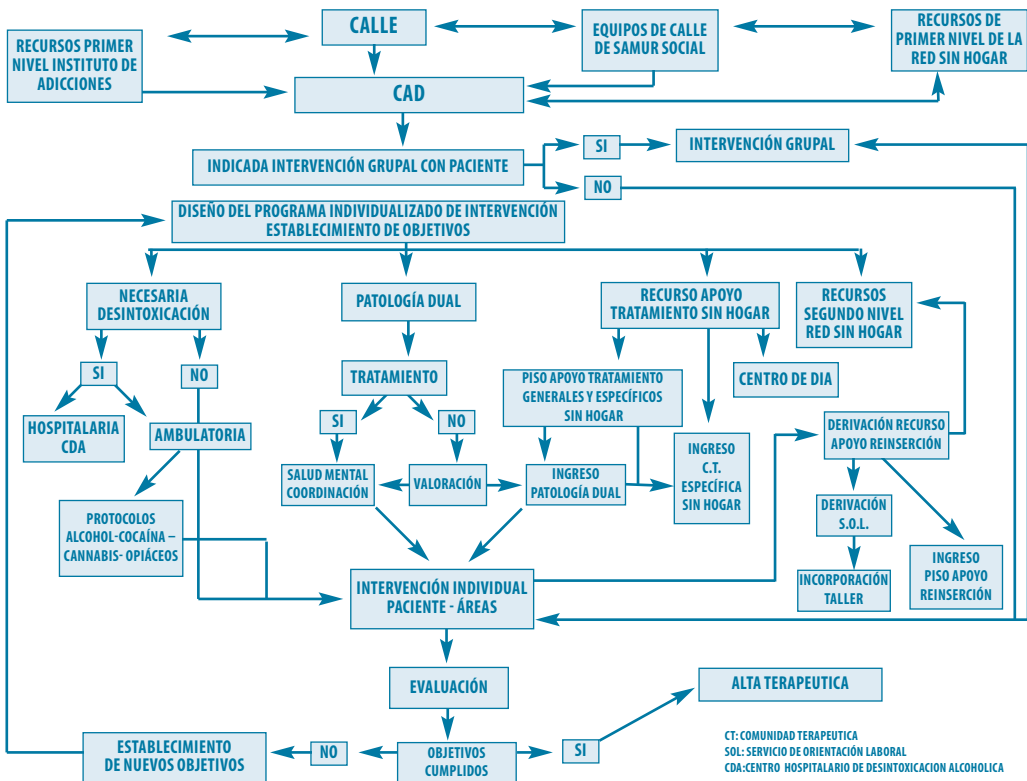 RECURSOS PRIMER
NIVEL INSTITUTO DE
ADICCIONES
CALLE
EQUIPOS DE CALLE
DE SAMUR SOCIAL
RECURSOS DE
PRIMER NIVEL DE LA
RED SIN HOGAR
CAD
INDICADA INTERVENCIÓN GRUPAL CON PACIENTE
SI
INTERVENCIÓN GRUPAL
NO
DISEÑO DEL PROGRAMA INDIVIDUALIZADO DE INTERVENCIÓN
ESTABLECIMIENTO DE OBJETIVOS
NECESARIA
DESINTOXICACIÓN
PATOLOGÍA DUAL
RECURSO APOYO
TRATAMIENTO SIN HOGAR
RECURSOS
SEGUNDO NIVEL
RED SIN HOGAR
SI
NO
TRATAMIENTO
PISO APOYO TRATAMIENTO
GENERALES Y ESPECÍFICOS
SIN HOGAR
CENTRO DE DIA
HOSPITALARIA
CDA
AMBULATORIA
SI
NO
DERIVACIÓN RECURSO
APOYO REINSERCIÓN
SALUD MENTAL
COORDINACIÓN
VALORACIÓN
INGRESO
PATOLOGÍA DUAL
INGRESO
C.T.
ESPECÍFICA
SIN HOGAR
PROTOCOLOS
ALCOHOL-COCAÍNA –
CANNABIS- OPIÁCEOS
DERIVACIÓN
S.O.L.
INCORPORACIÓN
TALLER
INGRESO
PISO APOYO
REINSERCIÓN
INTERVENCIÓN INDIVIDUAL
PACIENTE - ÁREAS
EVALUACIÓN
ALTA TERAPEUTICA
ESTABLECIMIENTO
DE NUEVOS OBJETIVOS
NO
OBJETIVOS
CUMPLIDOS
SI
CT: COMUNIDAD TERAPEUTICA
SOL: SERVICIO DE ORIENTACIÓN LABORAL
CDA:CENTRO HOSPITALARIO DE DESINTOXICACION ALCOHOLICA